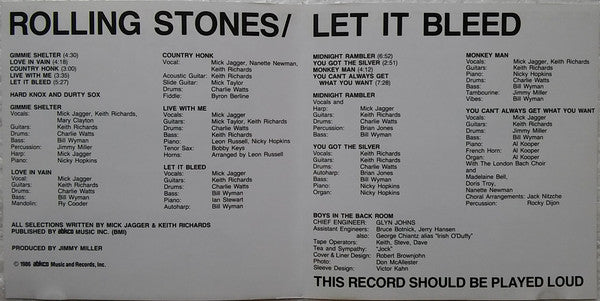 ROLLING STONES/ LET IT BLEED
GIMMIE SHELTER (4:30)
LOVE IN VAIN (4:18)
COUNTRY HONK (3:00)
LIVE WITH ME (3:35)
LET IT BLEED (5:27)
HARD KNOX AND DURTY SOX
GIMMIE SHELTER
Vocals: Mick Jagger, Keith Richards,
Mary Clayton
Guitars: Keith Richards
Drums: Charlie Watts
Bass: Bill Wyman
Percussion: Jimmy Miller
Harp: Mick Jagger
Piano: Nicky Hopkins
LOVE IN VAIN
Vocals: Mick Jagger
Guitars: Keith Richards
Drums: Charlie Watts
Bass: Bill Wyman
Mandolin: Ry Cooder
COUNTRY HONK
Vocal: Mick Jagger, Nanette Newman,
Keith Richards
Acoustic Guitar: Keith Richards
Slide Guitar: Mick Taylor
Drums: Charlie Watts
Fiddle: Byron Berline
LIVE WITH ME
Vocals: Mick Jagger
Guitars: Mick Taylor, Keith Richards
Drums: Charlie Watts
Bass: Keith Richards
Piano: Leon Russell, Nicky Hopkins
Tenor Sax: Bobby Keys
Horns: Arranged by Leon Russell
LET IT BLEED
Vocals: Mick Jagger
Guitars: Keith Richards
Drums: Charlie Watts
Bass: Bill Wyman
Piano: Ian Stewart
Autoharp: Bill Wyman
ALL SELECTIONS WRITTEN BY MICK JAGGER & KEITH RICHARDS
PUBLISHED BY abkco MUSIC INC. (BMI)
PRODUCED BY JIMMY MILLER
© 1986 abkco Music and Records, Inc.
MIDNIGHT RAMBLER (6:52)
YOU GOT THE SILVER (2:51)
MONKEY MAN (4:12)
YOU CAN'T ALWAYS GET
WHAT YOU WANT (7:28)
MIDNIGHT RAMBLER
Vocals and
Harp: Mick Jagger
Guitars: Keith Richards
Drums: Charlie Watts
Percussion: Brian Jones
Bass: Bill Wyman
YOU GOT THE SILVER
Vocals: Keith Richards
Guitars: Keith Richards
Drums: Charlie Watts
Bass: Bill Wyman
Autoharp: Brian Jones
Piano: Nicky Hopkins
Organ: Nicky Hopkins
MONKEY MAN
Vocals: Mick Jagger
Guitars: Keith Richards
Piano: Nicky Hopkins
Drums: Charlie Watts
Bass: Bill Wyman
Tambourine: Jimmy Miller
Vibes: Bill Wyman
YOU CAN'T ALWAYS GET WHAT YOU WANT
Vocals: Mick Jagger
Guitars: Keith Richards
Drums: Jimmy Miller
Bass: Bill Wyman
Piano: Al Kooper
French Horn: Al Kooper
Organ: Al Kooper
With The London Bach Choir
and
Madelaine Bell,
Doris Troy,
Nanette Newman
Choral Arrangements: Jack Nitzche
Percussion: Rocky Dijon
BOYS IN THE BACK ROOM
CHIEF ENGINEER: GLYN JOHNS
Assistant Engineers: Bruce Botnick, Jerry Hansen
also: George Chiantz alias "Irish O'Duffy"
Tape Operators: Keith, Steve, Dave
Tea and Sympathy: "Jock"
Cover & Liner Design: Robert Brownjohn
Photo: Don McAllester
Sleeve Design: Victor Kahn
THIS RECORD SHOULD BE PLAYED LOUD